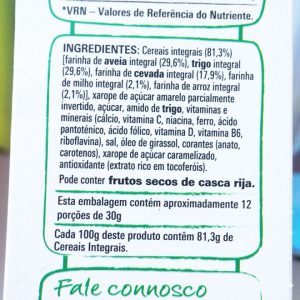 *VRN – Valores de Referência do Nutriente.
INGREDIENTES: Cereais integrais (81,3%)
[farinha de aveia integral (29,6%), trigo integral
(29,6%), farinha de cevada integral (17,9%), farinha
de milho integral (2,1%), farinha de arroz integral
(2,1%)], xarope de açúcar amarelo parcialmente
invertido, açúcar, amido de trigo, vitaminas e
minerais (cálcio, vitamina C, niacina, ferro, ácido
pantoténico, ácido fólico, vitamina D, vitamina B6,
riboflavina), sal, óleo de girassol, corantes (anato,
carotenos), xarope de açúcar caramelizado,
antioxidante (extrato rico em tocoferóis).
Pode conter frutos secos de casca rija.
Esta embalagem contém aproximadamente 12
porções de 30g
Cada 100g deste produto contêm 81,3g de
Cereais Integrais.
Fale connosco